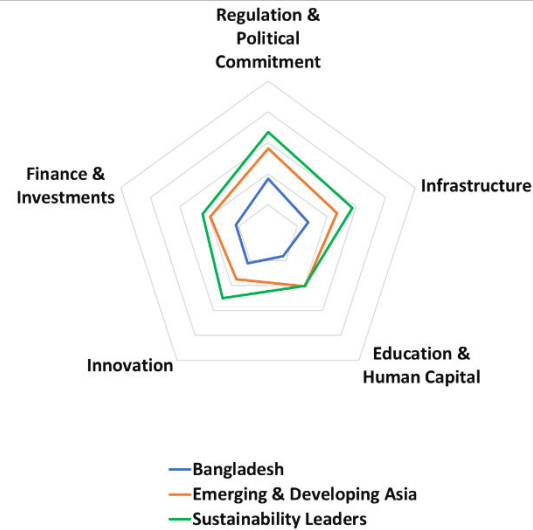 Regulation &
Political
Commitment
Finance &
Investments
Infrastructure
Innovation
Education &
Human Capital
Bangladesh
Emerging & Developing Asia
Sustainability Leaders